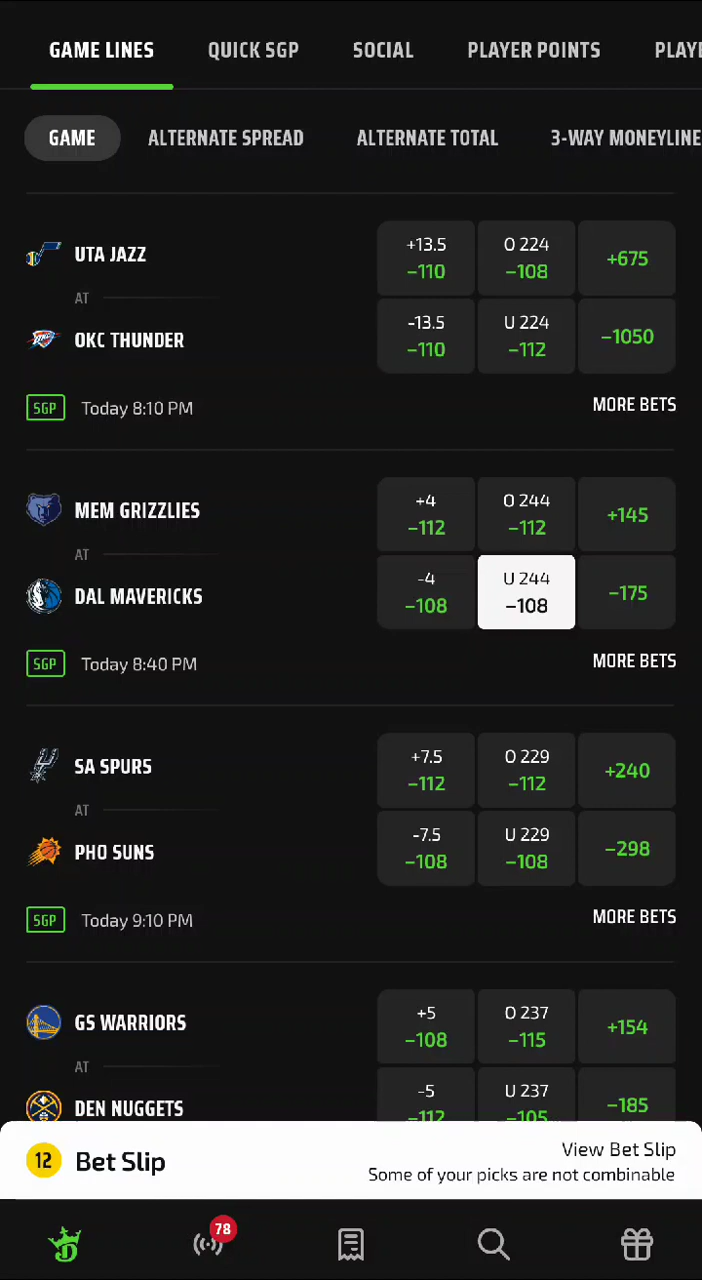 GAME LINES QUICK SGP SOCIAL PLAYER POINTS PLAYE
GAME ALTERNATE SPREAD ALTERNATE TOTAL 3-WAY MONEYLINE
UTA JAZZ +13.5 −110 O 224 −108 +675
AT
OKC THUNDER -13.5 −110 U 224 −112 −1050
SGP Today 8:10 PM MORE BETS
MEM GRIZZLIES +4 −112 O 244 −112 +145
AT
DAL MAVERICKS -4 −108 U 244 −108 −175
SGP Today 8:40 PM MORE BETS
SA SPURS +7.5 −112 O 229 −112 +240
AT
PHO SUNS -7.5 −108 U 229 −108 −298
SGP Today 9:10 PM MORE BETS
GS WARRIORS +5 −108 O 237 −115 +154
AT
DEN NUGGETS -5 −112 U 237 −105 −185
12 Bet Slip View Bet Slip
Some of your picks are not combinable
78